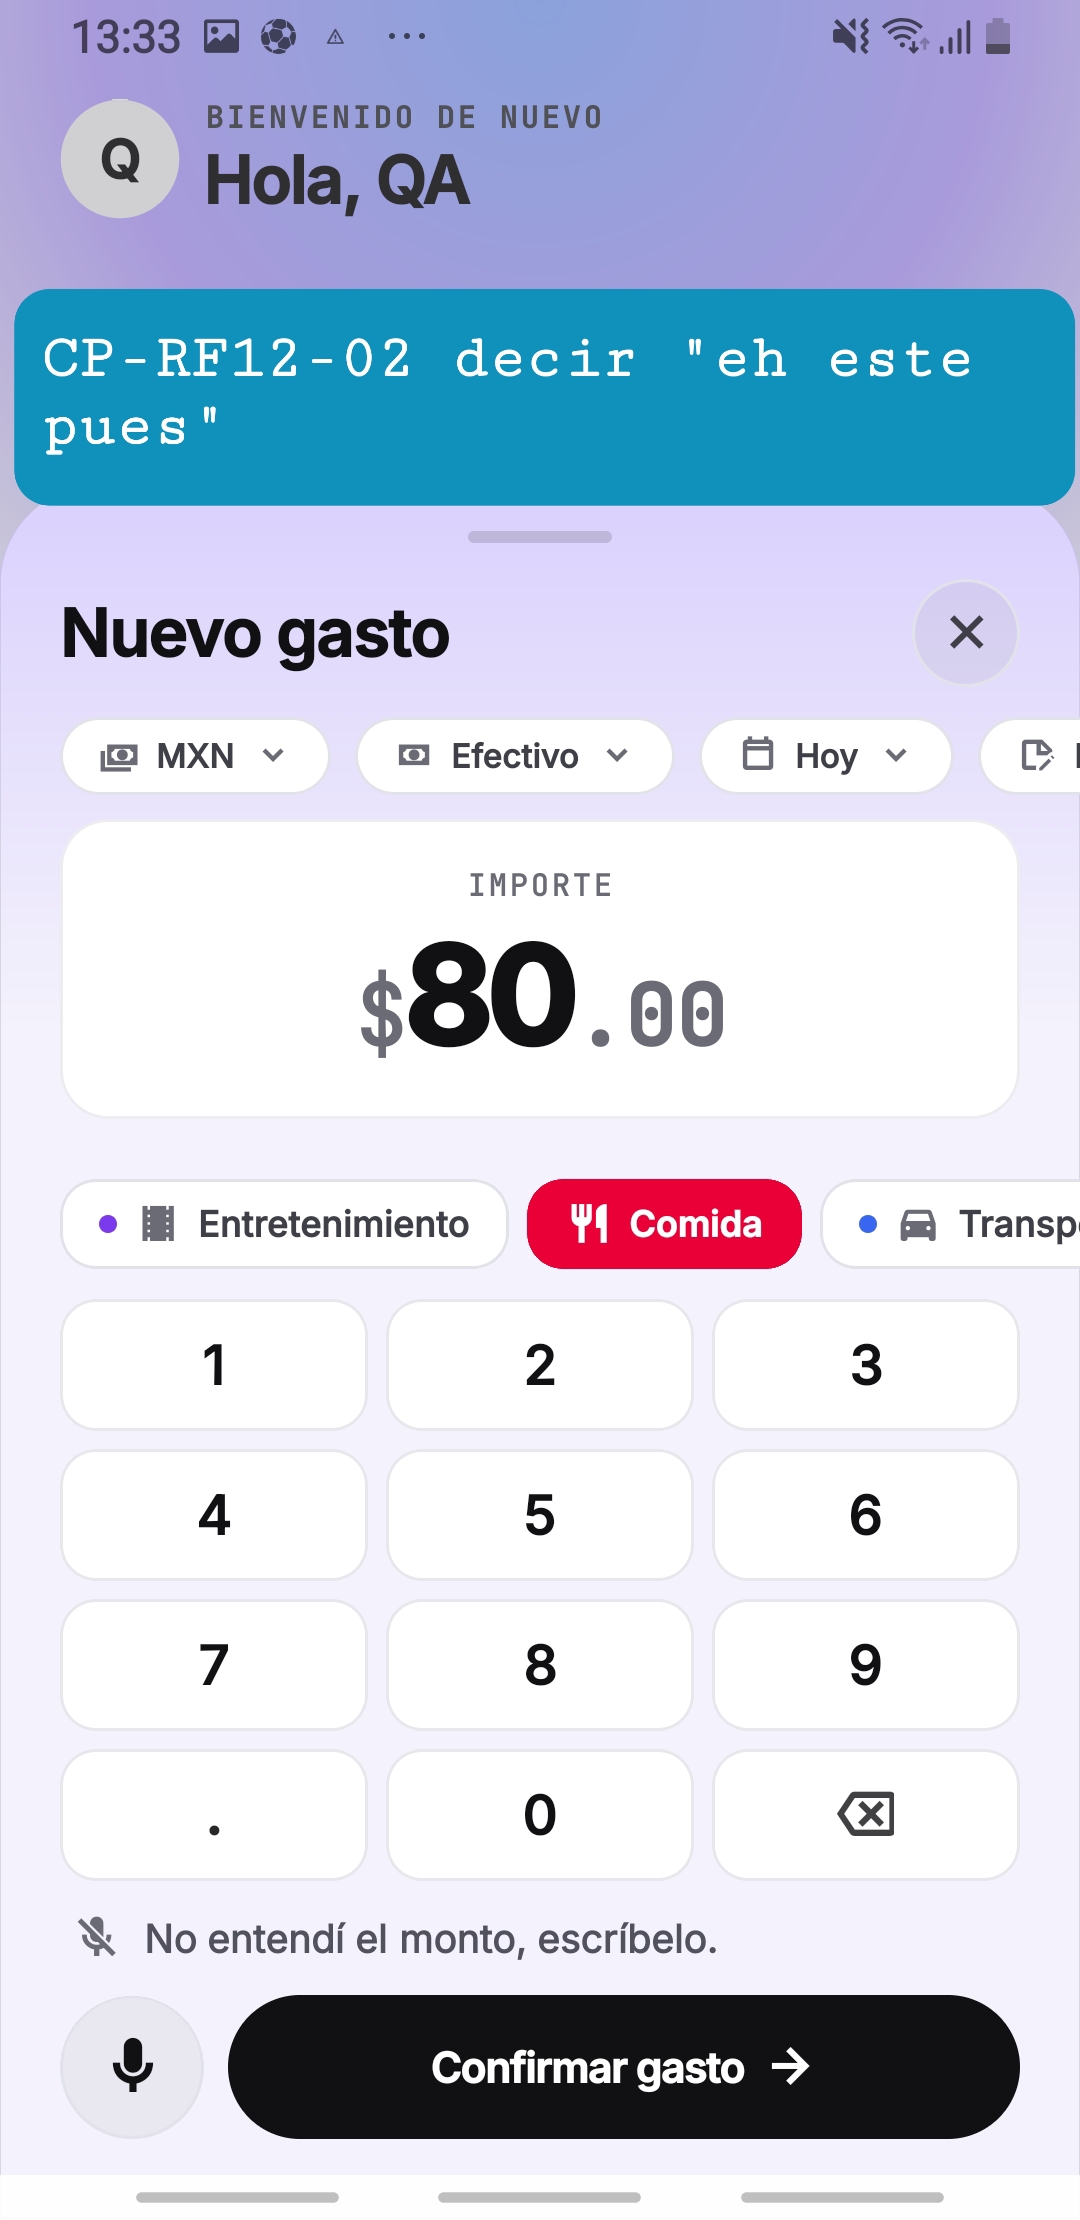 13:33
Q
BIENVENIDO DE NUEVO
Hola, QA
CP-RF12-02 decir "eh este
pues"
Nuevo gasto
MXN
Efectivo
Hoy
IMPORTE
$80.00
Entretenimiento
Comida
Transp
1
2
3
4
5
6
7
8
9
.
0
No entendí el monto, escríbelo.
Confirmar gasto →